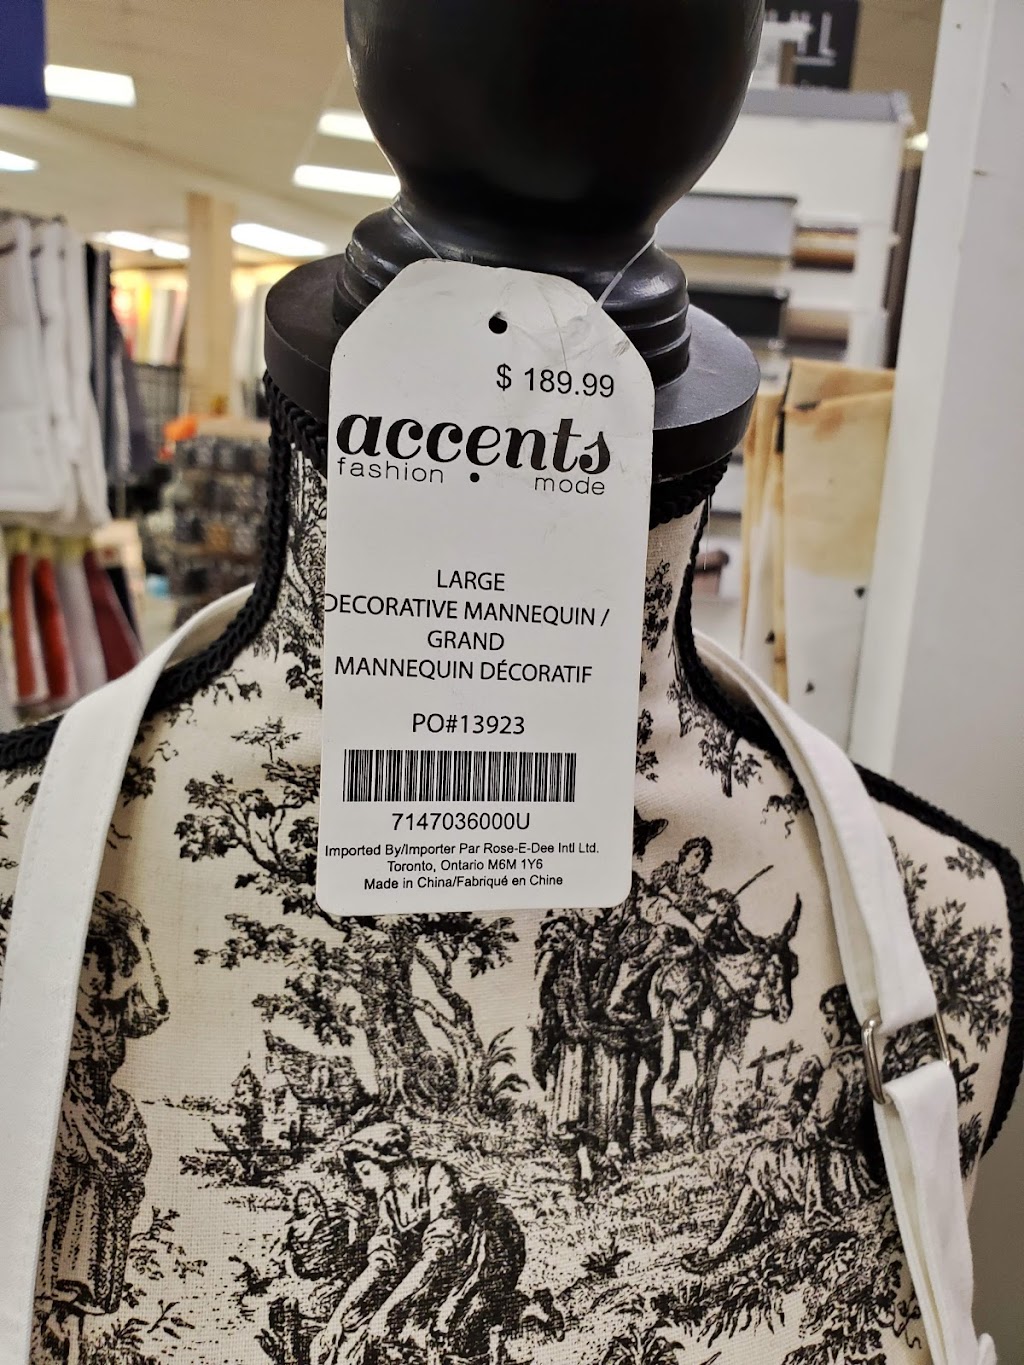 $ 189.99
accents
fashion • mode
LARGE
DECORATIVE MANNEQUIN /
GRAND
MANNEQUIN DÉCORATIF
PO#13923
7147036000U
Imported By/Importer Par Rose-E-Dee Intl Ltd.
Toronto, Ontario M6M 1Y6
Made in China/Fabriqué en Chine